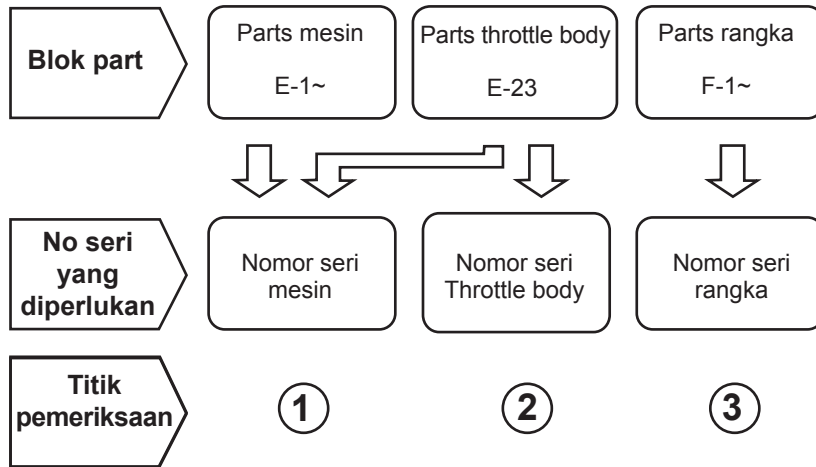 Blok part
Parts mesin
E-1~
Parts throttle body
E-23
Parts rangka
F-1~
No seri
yang
diperlukan
Nomor seri
mesin
Nomor seri
Throttle body
Nomor seri
rangka
Titik
pemeriksaan
1
2
3